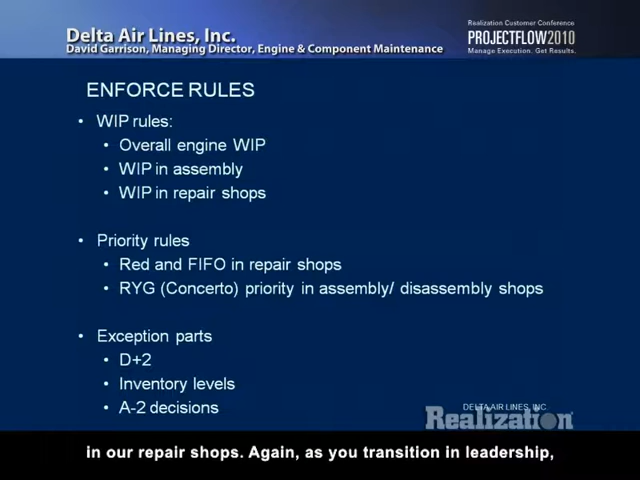 Delta Air Lines, Inc.
David Garrison, Managing Director, Engine & Component Maintenance
Realization Customer Conference
PROJECTFLOW2010
Manage Execution. Get Results.
ENFORCE RULES
• WIP rules:
• Overall engine WIP
• WIP in assembly
• WIP in repair shops
• Priority rules
• Red and FIFO in repair shops
• RYG (Concerto) priority in assembly/ disassembly shops
• Exception parts
• D+2
• Inventory levels
• A-2 decisions
DELTA AIR LINES, INC.
Realization
in our repair shops. Again, as you transition in leadership,